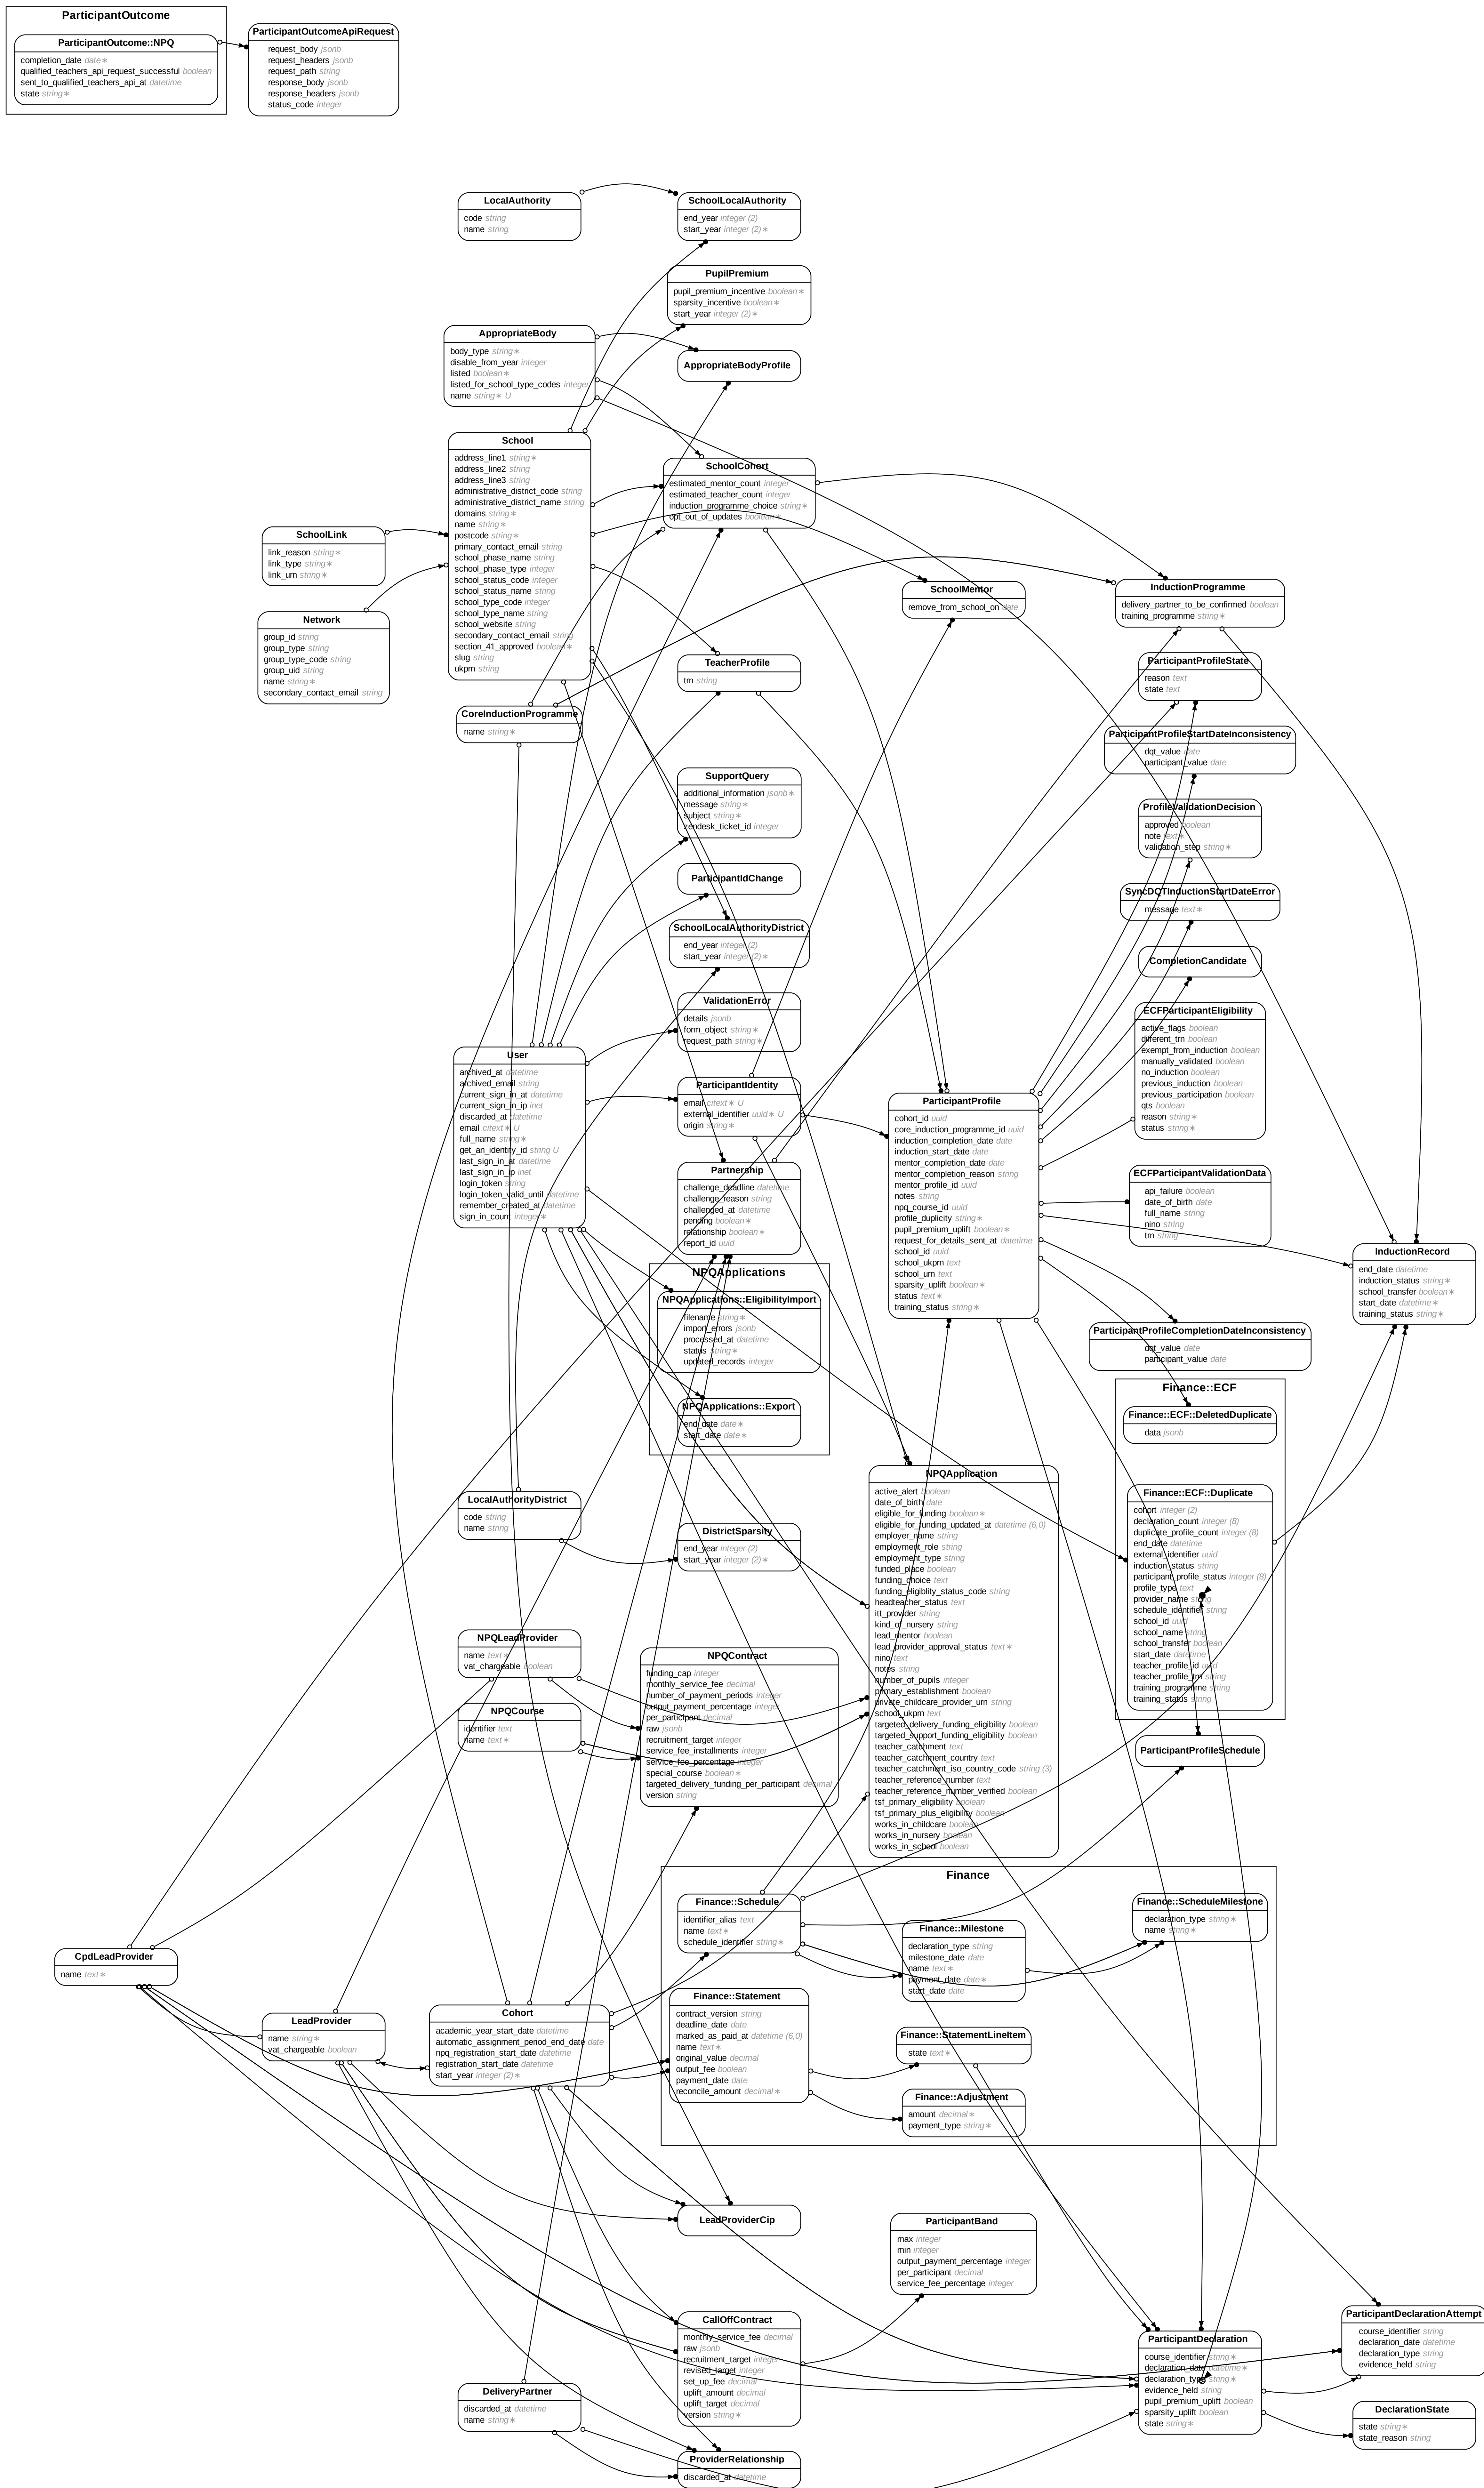 ParticipantOutcome
ParticipantOutcome::NPQ
completion_date date ∗
qualified_teachers_api_request_successful boolean
sent_to_qualified_teachers_api_at datetime
state string ∗
ParticipantOutcomeApiRequest
request_body jsonb
request_headers jsonb
request_path string
response_body jsonb
response_headers jsonb
status_code integer
LocalAuthority
code string
name string
SchoolLocalAuthority
end_year integer (2)
start_year integer (2) ∗
PupilPremium
pupil_premium_incentive boolean ∗
sparsity_incentive boolean ∗
start_year integer (2) ∗
AppropriateBody
body_type string ∗
disable_from_year integer
listed boolean ∗
listed_for_school_type_codes integer
name string ∗ U
AppropriateBodyProfile
School
address_line1 string ∗
address_line2 string
address_line3 string
administrative_district_code string
administrative_district_name string
domains string ∗
name string ∗
postcode string ∗
primary_contact_email string
school_phase_name string
school_phase_type integer
school_status_code integer
school_status_name string
school_type_code integer
school_type_name string
school_website string
secondary_contact_email string
section_41_approved boolean ∗
slug string
ukprn string
SchoolCohort
estimated_mentor_count integer
estimated_teacher_count integer
induction_programme_choice string ∗
opt_out_of_updates boolean ∗
SchoolLink
link_reason string ∗
link_type string ∗
link_urn string ∗
Network
group_id string
group_type string
group_type_code string
group_uid string
name string ∗
secondary_contact_email string
SchoolMentor
remove_from_school_on date
InductionProgramme
delivery_partner_to_be_confirmed boolean
training_programme string ∗
TeacherProfile
trn string
ParticipantProfileState
reason text
state text
CoreInductionProgramme
name string ∗
ParticipantProfileStartDateInconsistency
dqt_value date
participant_value date
SupportQuery
additional_information jsonb ∗
message string ∗
subject string ∗
zendesk_ticket_id integer
ProfileValidationDecision
approved boolean
note text ∗
validation_step string ∗
ParticipantIdChange
SyncDQTInductionStartDateError
message text ∗
SchoolLocalAuthorityDistrict
end_year integer (2)
start_year integer (2) ∗
CompletionCandidate
ValidationError
details jsonb
form_object string ∗
request_path string ∗
ECFParticipantEligibility
active_flags boolean
different_trn boolean
exempt_from_induction boolean
manually_validated boolean
no_induction boolean
previous_induction boolean
previous_participation boolean
qts boolean
reason string ∗
status string ∗
User
archived_at datetime
archived_email string
current_sign_in_at datetime
current_sign_in_ip inet
discarded_at datetime
email citext ∗ U
full_name string ∗
get_an_identity_id string U
last_sign_in_at datetime
last_sign_in_ip inet
login_token string
login_token_valid_until datetime
remember_created_at datetime
sign_in_count integer ∗
ParticipantIdentity
email citext ∗ U
external_identifier uuid ∗ U
origin string ∗
ParticipantProfile
cohort_id uuid
core_induction_programme_id uuid
induction_completion_date date
induction_start_date date
mentor_completion_date date
mentor_completion_reason string
mentor_profile_id uuid
notes string
npq_course_id uuid
profile_duplicity string ∗
pupil_premium_uplift boolean ∗
request_for_details_sent_at datetime
school_id uuid
school_ukprn text
school_urn text
sparsity_uplift boolean ∗
status text ∗
training_status string ∗
Partnership
challenge_deadline datetime
challenge_reason string
challenged_at datetime
pending boolean ∗
relationship boolean ∗
report_id uuid
ECFParticipantValidationData
api_failure boolean
date_of_birth date
full_name string
nino string
trn string
InductionRecord
end_date datetime
induction_status string ∗
school_transfer boolean ∗
start_date datetime ∗
training_status string ∗
NPQApplications
NPQApplications::EligibilityImport
filename string ∗
import_errors jsonb
processed_at datetime
status string ∗
updated_records integer
NPQApplications::Export
end_date date ∗
start_date date ∗
ParticipantProfileCompletionDateInconsistency
dqt_value date
participant_value date
Finance::ECF
Finance::ECF::DeletedDuplicate
data jsonb
Finance::ECF::Duplicate
cohort integer (2)
declaration_count integer (8)
duplicate_profile_count integer (8)
end_date datetime
external_identifier uuid
induction_status string
participant_profile_status integer (8)
profile_type text
provider_name string
schedule_identifier string
school_id uuid
school_name string
school_transfer boolean
start_date datetime
teacher_profile_id uuid
teacher_profile_trn string
training_programme string
training_status string
NPQApplication
active_alert boolean
date_of_birth date
eligible_for_funding boolean ∗
eligible_for_funding_updated_at datetime (6,0)
employer_name string
employment_role string
employment_type string
funded_place boolean
funding_choice text
funding_eligiblity_status_code string
headteacher_status text
itt_provider string
kind_of_nursery string
lead_mentor boolean
lead_provider_approval_status text ∗
nino text
notes string
number_of_pupils integer
primary_establishment boolean
private_childcare_provider_urn string
school_ukprn text
targeted_delivery_funding_eligibility boolean
targeted_support_funding_eligibility boolean
teacher_catchment text
teacher_catchment_country text
teacher_catchment_iso_country_code string (3)
teacher_reference_number text
teacher_reference_number_verified boolean
tsf_primary_eligibility boolean
tsf_primary_plus_eligibility boolean
works_in_childcare boolean
works_in_nursery boolean
works_in_school boolean
LocalAuthorityDistrict
code string
name string
DistrictSparsity
end_year integer (2)
start_year integer (2) ∗
NPQLeadProvider
name text ∗
vat_chargeable boolean
NPQCourse
identifier text
name text ∗
NPQContract
funding_cap integer
monthly_service_fee decimal
number_of_payment_periods integer
output_payment_percentage integer
per_participant decimal
raw jsonb
recruitment_target integer
service_fee_installments integer
service_fee_percentage integer
special_course boolean ∗
targeted_delivery_funding_per_participant decimal
version string
ParticipantProfileSchedule
Finance
Finance::Schedule
identifier_alias text
name text ∗
schedule_identifier string ∗
Finance::ScheduleMilestone
declaration_type string ∗
name string ∗
Finance::Milestone
declaration_type string
milestone_date date
name text ∗
payment_date date ∗
start_date date
Finance::Statement
contract_version string
deadline_date date
marked_as_paid_at datetime (6,0)
name text ∗
original_value decimal
output_fee boolean
payment_date date
reconcile_amount decimal ∗
Finance::StatementLineItem
state text ∗
Finance::Adjustment
amount decimal ∗
payment_type string ∗
CpdLeadProvider
name text ∗
LeadProvider
name string ∗
vat_chargeable boolean
Cohort
academic_year_start_date datetime
automatic_assignment_period_end_date date
npq_registration_start_date datetime
registration_start_date datetime
start_year integer (2) ∗
LeadProviderCip
ParticipantBand
max integer
min integer
output_payment_percentage integer
per_participant decimal
service_fee_percentage integer
CallOffContract
monthly_service_fee decimal
raw jsonb
recruitment_target integer
revised_target integer
set_up_fee decimal
uplift_amount decimal
uplift_target decimal
version string ∗
ParticipantDeclaration
course_identifier string ∗
declaration_date datetime ∗
declaration_type string ∗
evidence_held string
pupil_premium_uplift boolean
sparsity_uplift boolean
state string ∗
ParticipantDeclarationAttempt
course_identifier string
declaration_date datetime
declaration_type string
evidence_held string
DeclarationState
state string ∗
state_reason string
DeliveryPartner
discarded_at datetime
name string ∗
ProviderRelationship
discarded_at datetime